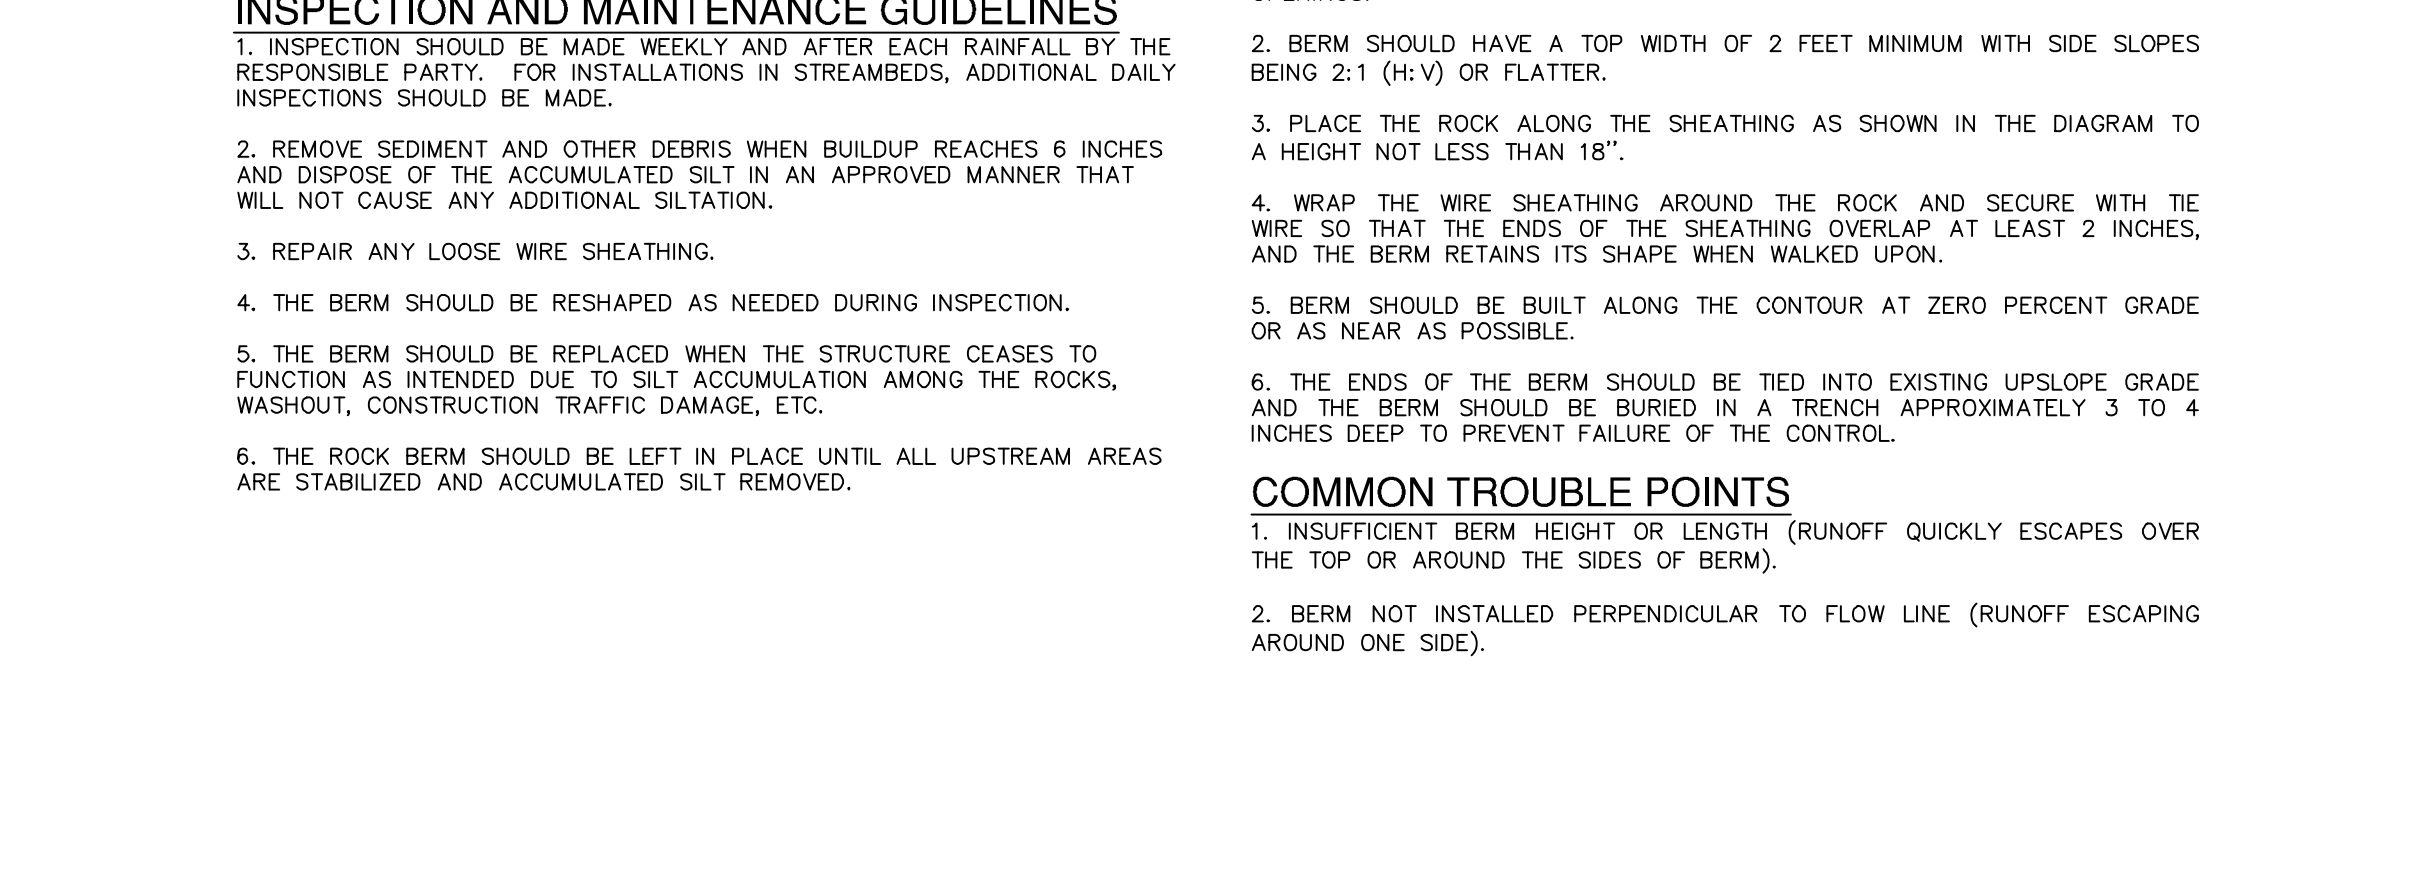 INSPECTION AND MAINTENANCE GUIDELINES
1. INSPECTION SHOULD BE MADE WEEKLY AND AFTER EACH RAINFALL BY THE
RESPONSIBLE PARTY. FOR INSTALLATIONS IN STREAMBEDS, ADDITIONAL DAILY
INSPECTIONS SHOULD BE MADE.
2. REMOVE SEDIMENT AND OTHER DEBRIS WHEN BUILDUP REACHES 6 INCHES
AND DISPOSE OF THE ACCUMULATED SILT IN AN APPROVED MANNER THAT
WILL NOT CAUSE ANY ADDITIONAL SILTATION.
3. REPAIR ANY LOOSE WIRE SHEATHING.
4. THE BERM SHOULD BE RESHAPED AS NEEDED DURING INSPECTION.
5. THE BERM SHOULD BE REPLACED WHEN THE STRUCTURE CEASES TO
FUNCTION AS INTENDED DUE TO SILT ACCUMULATION AMONG THE ROCKS,
WASHOUT, CONSTRUCTION TRAFFIC DAMAGE, ETC.
6. THE ROCK BERM SHOULD BE LEFT IN PLACE UNTIL ALL UPSTREAM AREAS
ARE STABILIZED AND ACCUMULATED SILT REMOVED.
2. BERM SHOULD HAVE A TOP WIDTH OF 2 FEET MINIMUM WITH SIDE SLOPES
BEING 2:1 (H:V) OR FLATTER.
3. PLACE THE ROCK ALONG THE SHEATHING AS SHOWN IN THE DIAGRAM TO
A HEIGHT NOT LESS THAN 18”.
4. WRAP THE WIRE SHEATHING AROUND THE ROCK AND SECURE WITH TIE
WIRE SO THAT THE ENDS OF THE SHEATHING OVERLAP AT LEAST 2 INCHES,
AND THE BERM RETAINS ITS SHAPE WHEN WALKED UPON.
5. BERM SHOULD BE BUILT ALONG THE CONTOUR AT ZERO PERCENT GRADE
OR AS NEAR AS POSSIBLE.
6. THE ENDS OF THE BERM SHOULD BE TIED INTO EXISTING UPSLOPE GRADE
AND THE BERM SHOULD BE BURIED IN A TRENCH APPROXIMATELY 3 TO 4
INCHES DEEP TO PREVENT FAILURE OF THE CONTROL.
COMMON TROUBLE POINTS
1. INSUFFICIENT BERM HEIGHT OR LENGTH (RUNOFF QUICKLY ESCAPES OVER
THE TOP OR AROUND THE SIDES OF BERM).
2. BERM NOT INSTALLED PERPENDICULAR TO FLOW LINE (RUNOFF ESCAPING
AROUND ONE SIDE).